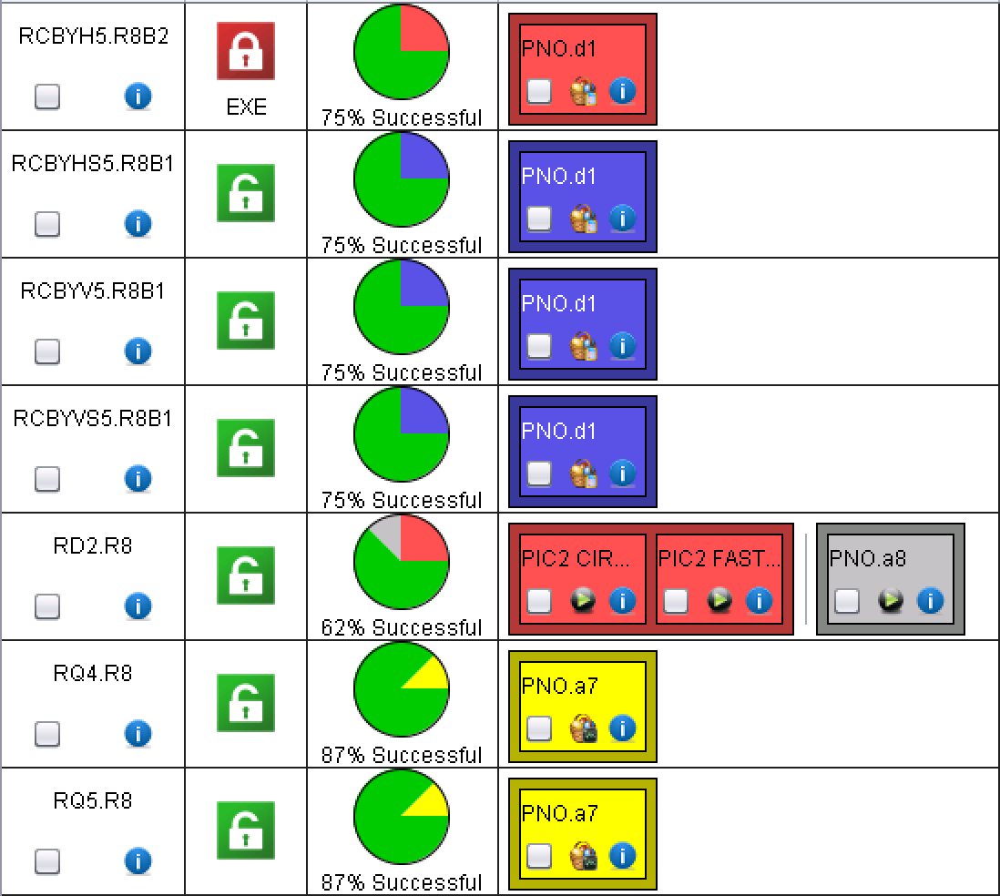 RCBYH5.R8B2
EXE
75% Successful
PNO.d1
RCBYHS5.R8B1
75% Successful
PNO.d1
RCBYV5.R8B1
75% Successful
PNO.d1
RCBYVS5.R8B1
75% Successful
PNO.d1
RD2.R8
62% Successful
PIC2 CIR... PIC2 FAST... PNO.a8
RQ4.R8
87% Successful
PNO.a7
RQ5.R8
87% Successful
PNO.a7